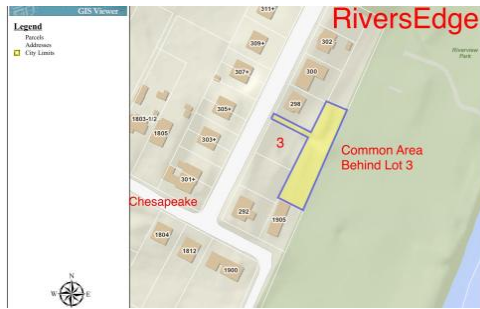 GIS Viewer
Legend
Parcels
Addresses
City Limits
RiversEdge
311+
309+
302
307+
300
Riverview
Park
298
305+
1803-1/2
1805
303+
3
Common Area
Behind Lot 3
301+
Chesapeake
292
1905
1804
1812
1900
N
W
E
S